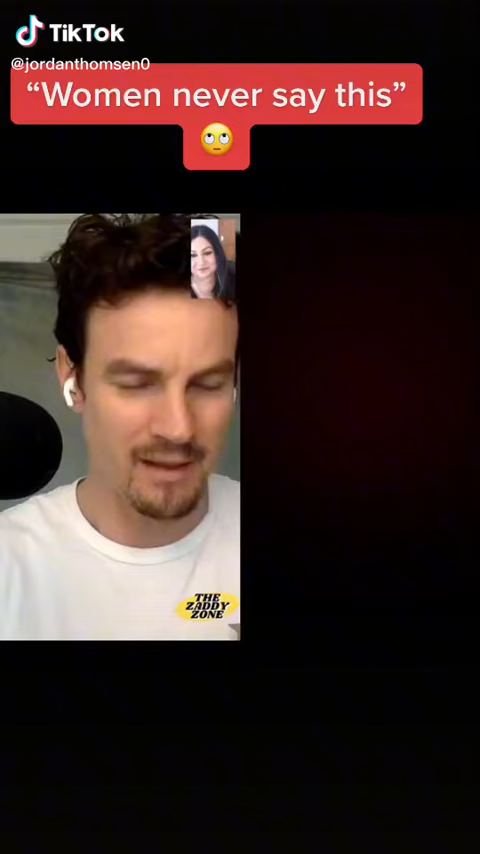 TikTok
@jordanthomsen0
“Women never say this”
🙄
THE
ZADDY
ZONE